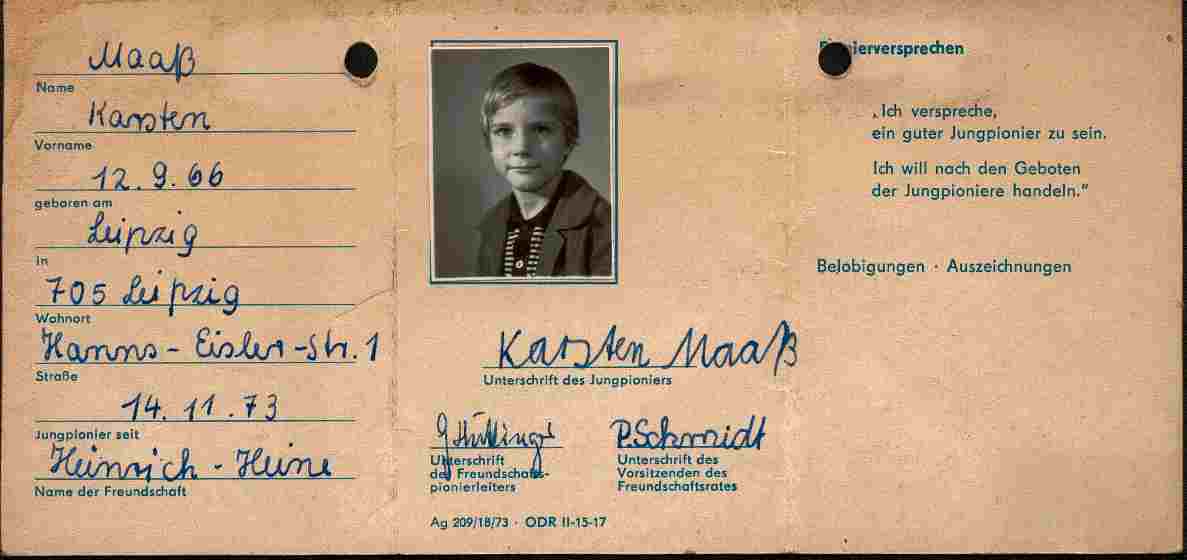 Maaß
Name
Karsten
Vorname
12.9.66
geboren am
Leipzig
in
705 Leipzig
Wohnort
Hanns-Eisler-Str. 1
Straße
14.11.73
Jungpionier seit
Heinrich-Heine
Name der Freundschaft
Karsten Maaß
Unterschrift des Jungpioniers
Unterschrift
des Freundschafts-
pionierleiters
P.Schmidt
Unterschrift des
Vorsitzenden des
Freundschaftsrates
Ag 209/18/73 · ODR II-15-17
Pionierversprechen
„Ich verspreche,
ein guter Jungpionier zu sein.
Ich will nach den Geboten
der Jungpioniere handeln."
Belobigungen · Auszeichnungen